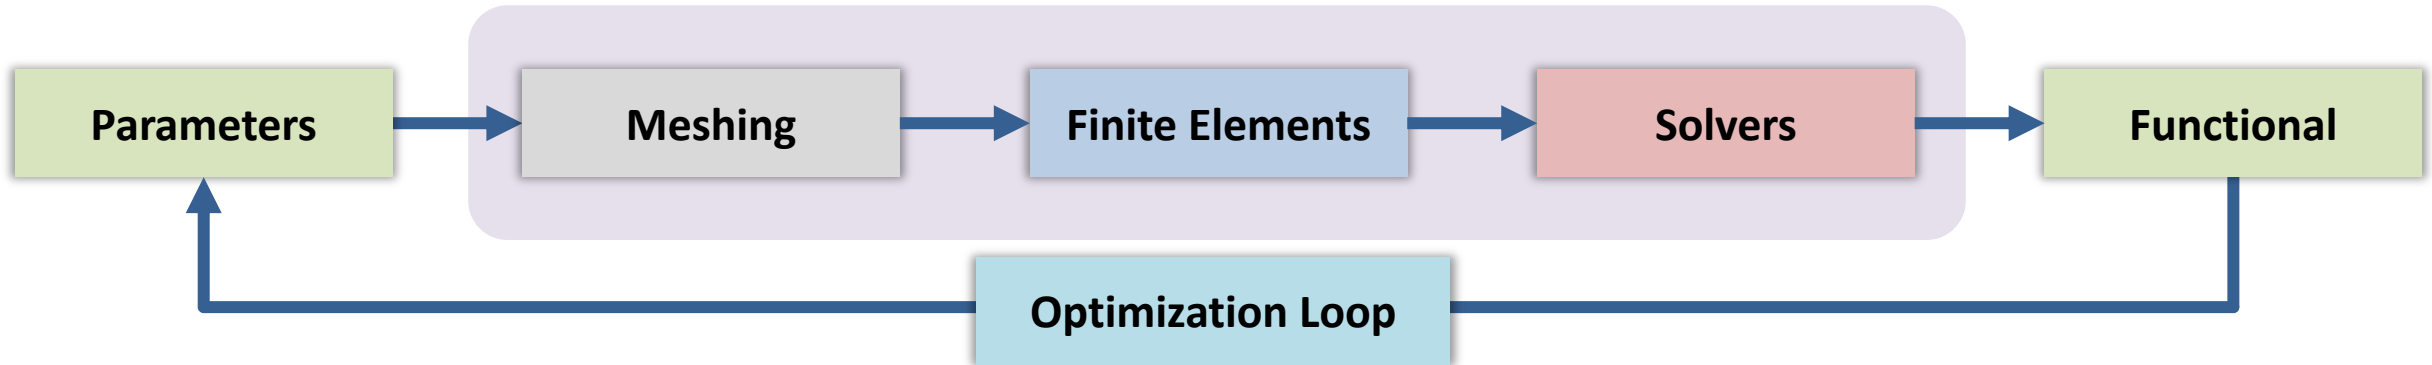 Parameters
Meshing
Finite Elements
Solvers
Functional
Optimization Loop